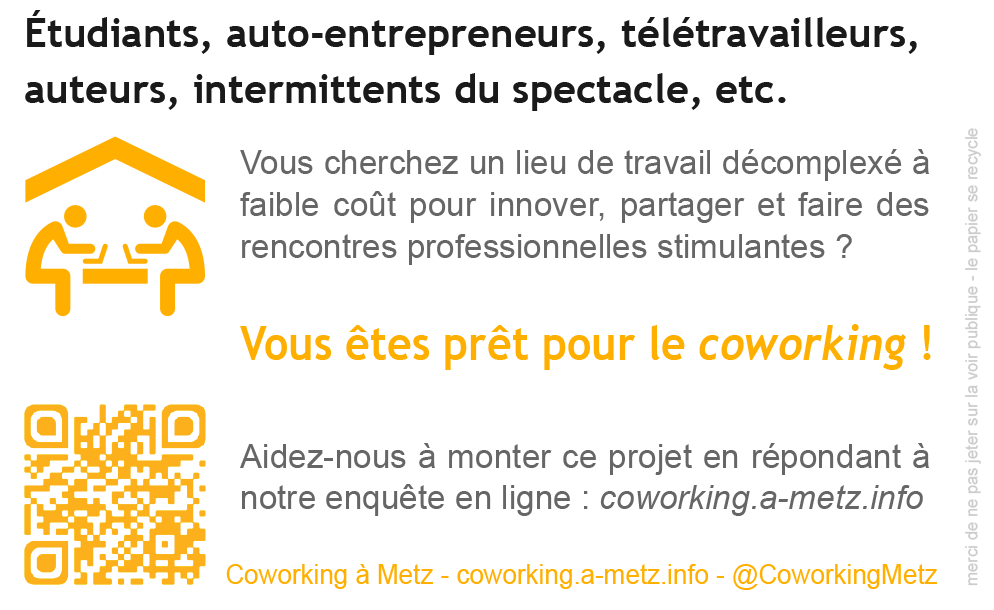 Étudiants, auto-entrepreneurs, télétravailleurs,
auteurs, intermittents du spectacle, etc.
Vous cherchez un lieu de travail décomplexé à
faible coût pour innover, partager et faire des
rencontres professionnelles stimulantes ?
Vous êtes prêt pour le coworking !
Aidez-nous à monter ce projet en répondant à
notre enquête en ligne : coworking.a-metz.info
Coworking à Metz - coworking.a-metz.info - @CoworkingMetz
merci de ne pas jeter sur la voir publique - le papier se recycle